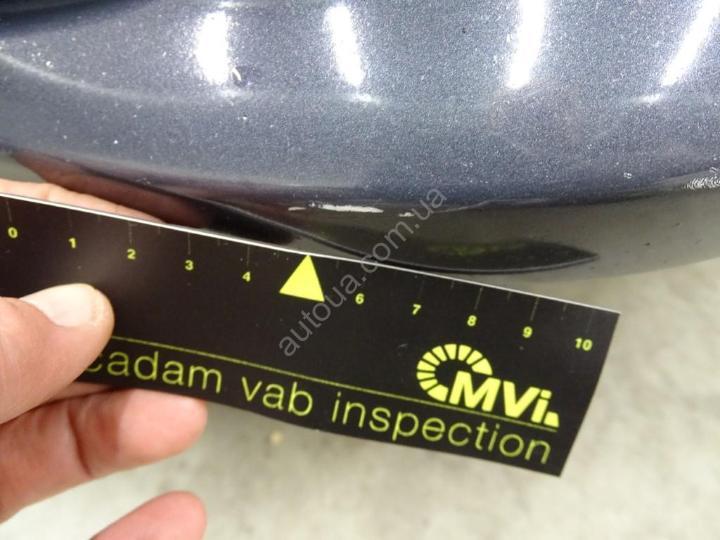 0 1 2 3 4 6 7 8 9 10
MVi.
cadam vab inspection
autoua.com.ua